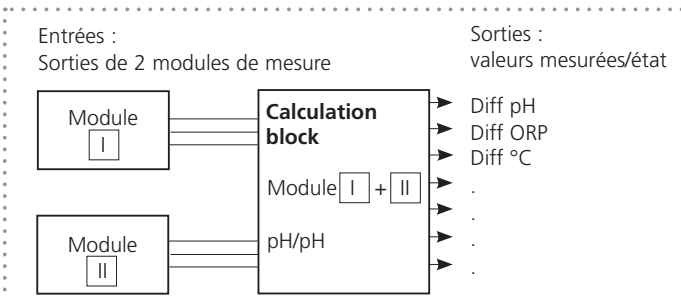 Entrées :
Sorties de 2 modules de mesure
Sorties :
valeurs mesurées/état
Module
I
Calculation
block
Module I + II
pH/pH
Module
II
Diff pH
Diff ORP
Diff °C
.
.
.
.